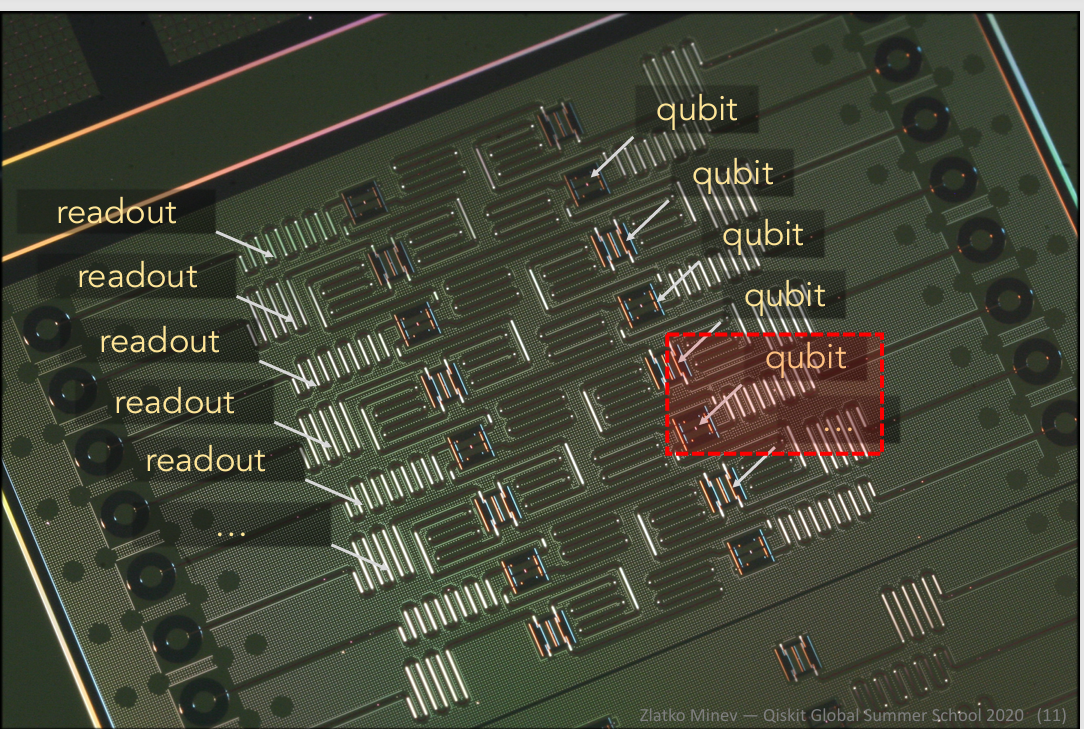 qubit
qubit
qubit
qubit
qubit
...
readout
readout
readout
readout
readout
...
Zlatko Minev — Qiskit Global Summer School 2020 (11)